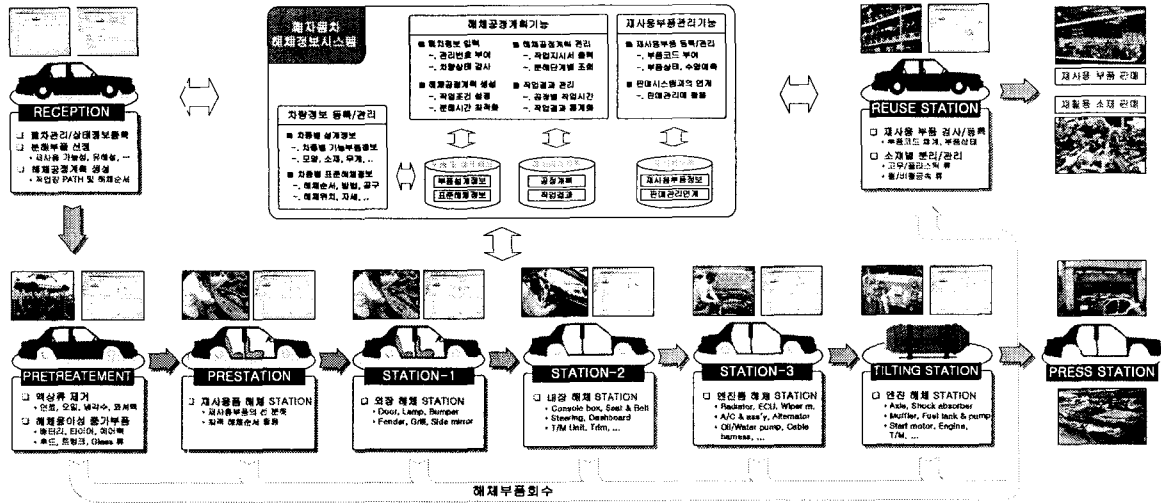 폐자동차
해체정보시스템
해체공정계획기능
■ 폐차정보 입력
-. 관리번호 부여
-. 차량상태 검사
■ 해체공정계획 생성
-. 작업조건 설정
-. 분해시간 최적화
■ 해체공정계획 관리
-. 작업지시서 출력
-. 분해단계별 조회
■ 작업결과 관리
-. 공정별 작업시간
-. 작업결과 통계화
재사용부품관리기능
■ 재사용부품 등록/관리
-. 부품코드 부여
-. 부품상태, 수명예측
■ 판매시스템과의 연계
-. 판매관리에 활용
차량정보 등록/관리
■ 차종별 설계정보
-. 차종별 기능부품정보
-. 모양, 소재, 무게, ..
■ 차종별 표준해체정보
-. 해체순서, 방법, 공구
-. 해체위치, 자세, ...
부품설계정보
표준해체정보
공정계획
작업결과
재사용부품정보
판매관리연계
RECEPTION
❑ 폐차관리/상태정보등록
❑ 분해부품 선정
• 재사용 가능성, 유해성, ...
❑ 해체공정계획 생성
• 작업장 PATH 및 해체순서
REUSE STATION
❑ 재사용 부품 검사/등록
• 부품코드 체계, 부품상태
❑ 소재별 분리/관리
• 고무/플라스틱 류
• 철/비철금속 류
재사용 부품 판매
재활용 소재 판매
PRETREATEMENT
❑ 액상류 제거
• 연료, 오일, 냉각수, 와셔액
❑ 해체용이성 증가부품
• 배터리, 타이어, 에어백
• 후드, 트렁크, Glass 류
PRESTATION
❑ 재사용품 해체 STATION
• 재사용부품의 선 분해
• 최적 해체순서 활용
STATION-1
❑ 외장 해체 STATION
• Door, Lamp, Bumper
• Fender, Grill, Side mirror
STATION-2
❑ 내장 해체 STATION
• Console box, Seat & Belt
• Steering, Dashboard
• T/M Unit, Trim, ...
STATION-3
❑ 엔진룸 해체 STATION
• Radiator, ECU, Wiper m.
• A/C & ass'y, Alternator
• Oil/Water pump, Cable
harness, ...
TILTING STATION
❑ 엔진 해체 STATION
• Axle, Shock absorber
• Muffler, Fuel tank & pump
• Start motor, Engine,
T/M, ...
PRESS STATION
해체부품회수